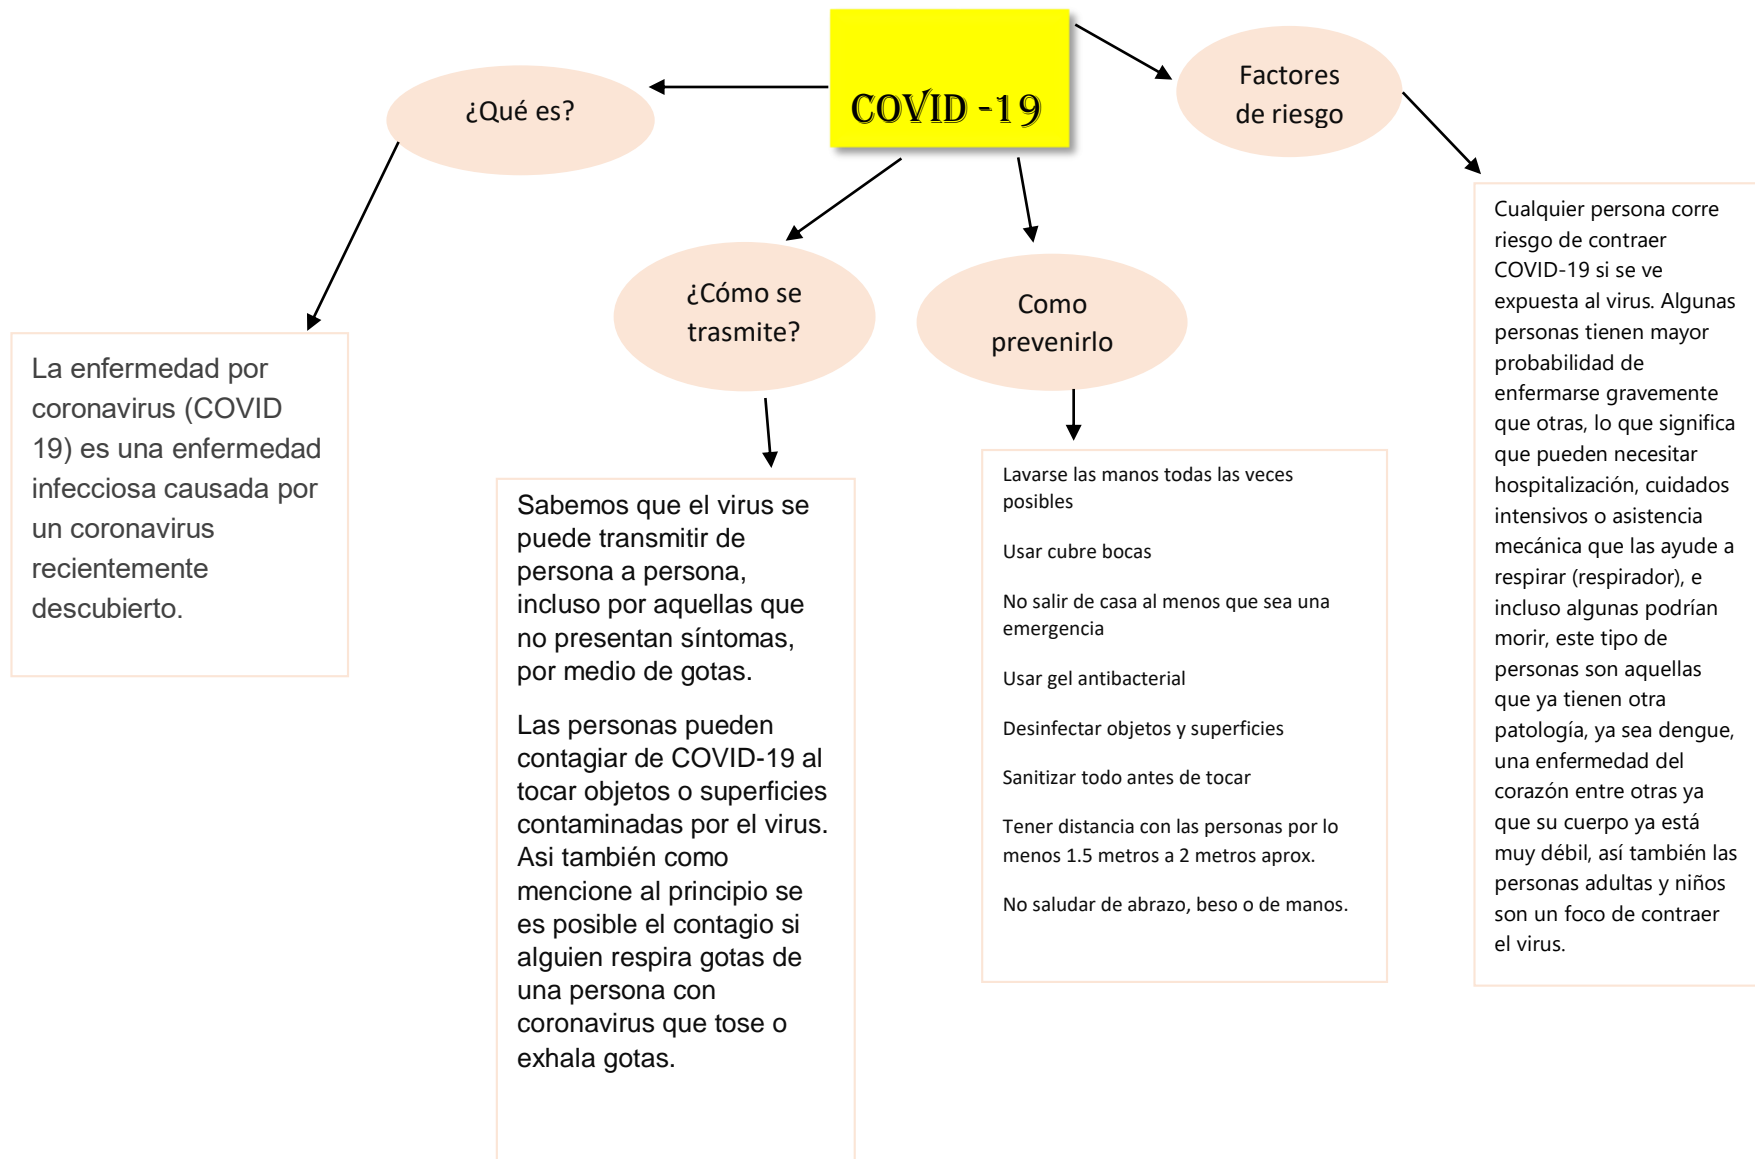 COVID -19
¿Qué es?
La enfermedad por
coronavirus (COVID
19) es una enfermedad
infecciosa causada por
un coronavirus
recientemente
descubierto.
¿Cómo se
trasmite?
Sabemos que el virus se
puede transmitir de
persona a persona,
incluso por aquellas que
no presentan síntomas,
por medio de gotas.
Las personas pueden
contagiar de COVID-19 al
tocar objetos o superficies
contaminadas por el virus.
Asi también como
mencione al principio se
es posible el contagio si
alguien respira gotas de
una persona con
coronavirus que tose o
exhala gotas.
Como
prevenirlo
Lavarse las manos todas las veces
posibles
Usar cubre bocas
No salir de casa al menos que sea una
emergencia
Usar gel antibacterial
Desinfectar objetos y superficies
Sanitizar todo antes de tocar
Tener distancia con las personas por lo
menos 1.5 metros a 2 metros aprox.
No saludar de abrazo, beso o de manos.
Factores
de riesgo
Cualquier persona corre
riesgo de contraer
COVID-19 si se ve
expuesta al virus. Algunas
personas tienen mayor
probabilidad de
enfermarse gravemente
que otras, lo que significa
que pueden necesitar
hospitalización, cuidados
intensivos o asistencia
mecánica que las ayude a
respirar (respirador), e
incluso algunas podrían
morir, este tipo de
personas son aquellas
que ya tienen otra
patología, ya sea dengue,
una enfermedad del
corazón entre otras ya
que su cuerpo ya está
muy débil, así también las
personas adultas y niños
son un foco de contraer
el virus.